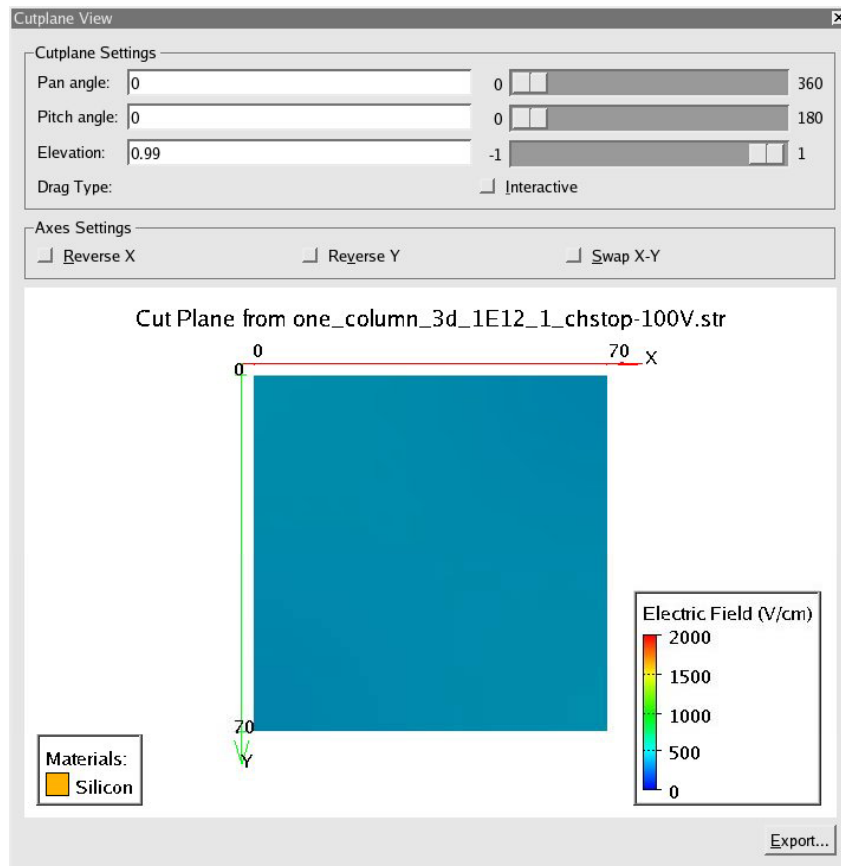 Cutplane View
Cutplane Settings
Pan angle: 0 0 360
Pitch angle: 0 0 180
Elevation: 0.99 -1 1
Drag Type: Interactive
Axes Settings
Reverse X Reverse Y Swap X-Y
Cut Plane from one_column_3d_1E12_1_chstop-100V.str
0 70 X
0
Electric Field (V/cm)
2000
1500
1000
500
0
70
Y
Materials:
Silicon
Export...